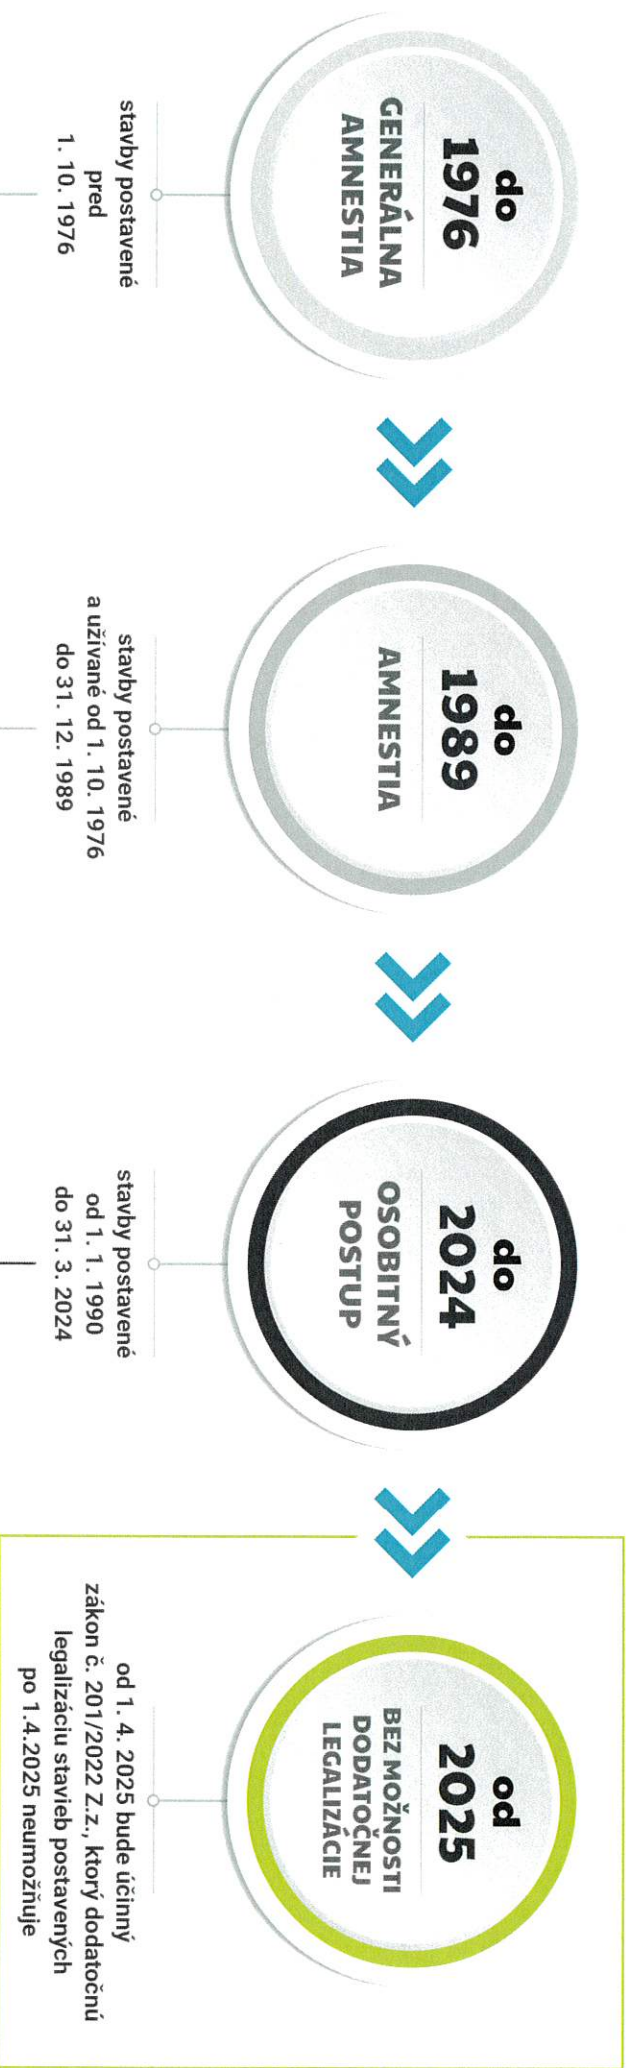 do
1976
GENERÁLNA
AMNESTIA
stavby postavené
pred
1. 10. 1976
do
1989
AMNESTIA
stavby postavené
a užívané od 1. 10. 1976
do 31. 12. 1989
do
2024
OSOBITNÝ
POSTUP
stavby postavené
od 1. 1. 1990
do 31. 3. 2024
od
2025
BEZ MOŽNOSTI
DODATOČNEJ
LEGALIZÁCIE
od 1. 4. 2025 bude účinný
zákon č. 201/2022 Z.z., ktorý dodatočnú
legalizáciu stavieb postavených
po 1.4.2025 neumožňuje